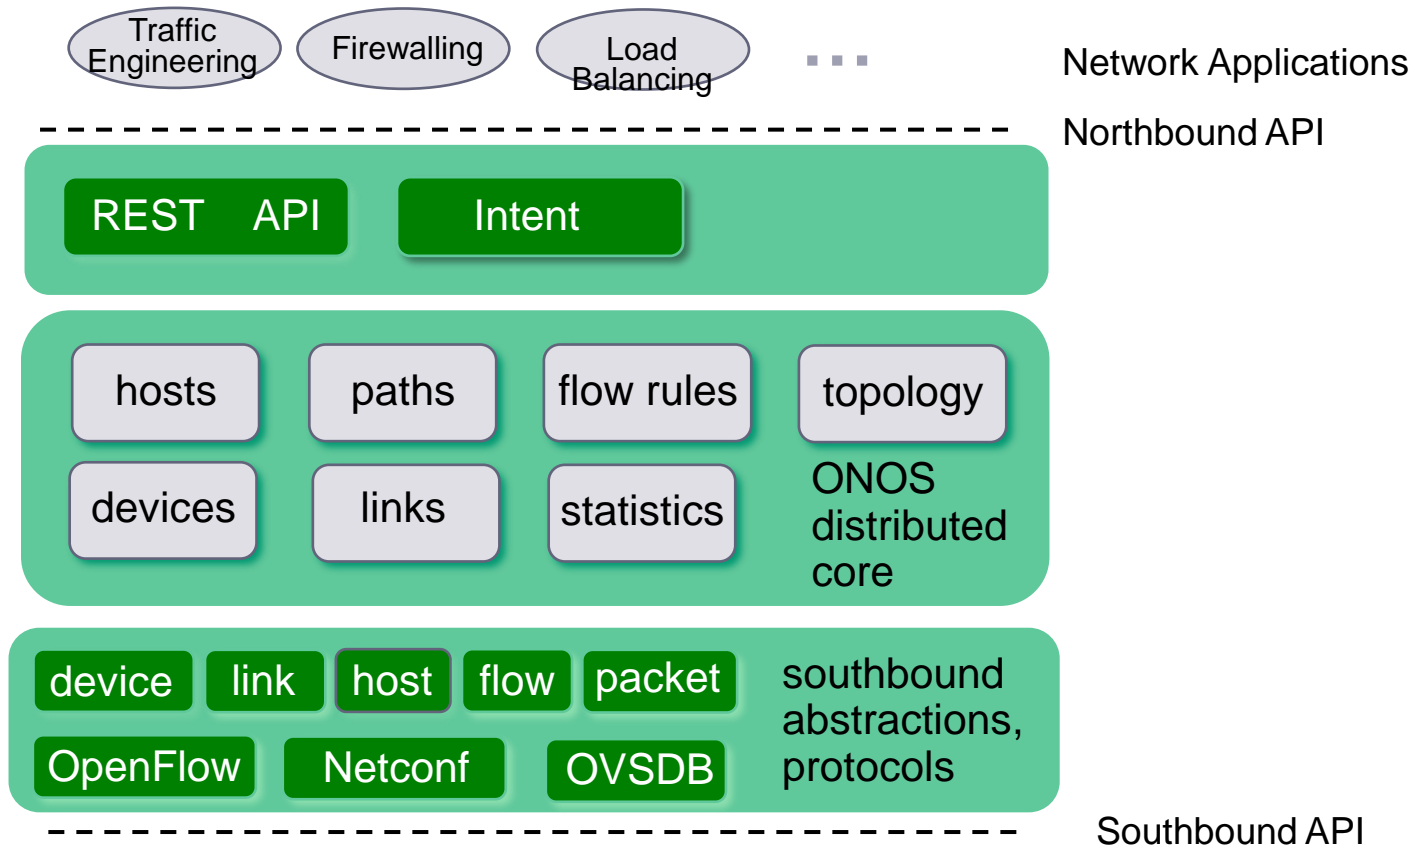 Traffic
Engineering
Firewalling
Load
Balancing
...
Network Applications
Northbound API
REST API
Intent
hosts
paths
flow rules
topology
devices
links
statistics
ONOS
distributed
core
device
link
host
flow
packet
southbound
abstractions,
protocols
OpenFlow
Netconf
OVSDB
Southbound API